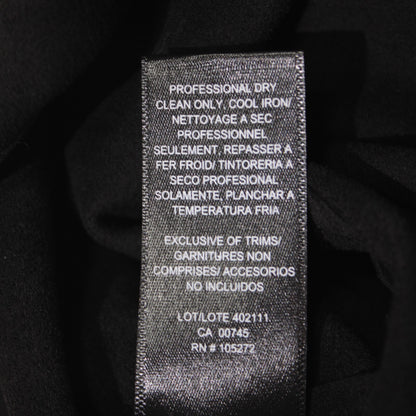 PROFESSIONAL DRY
CLEAN ONLY, COOL IRON/
NETTOYAGE A SEC
PROFESSIONNEL
SEULEMENT, REPASSER A
FER FROID/ TINTORERIA A
SECO PROFESIONAL
SOLAMENTE, PLANCHAR A
TEMPERATURA FRIA
EXCLUSIVE OF TRIMS/
GARNITURES NON
COMPRISES/ ACCESORIOS
NO INCLUIDOS
LOT/LOTE 402111
CA 00745
RN # 105272